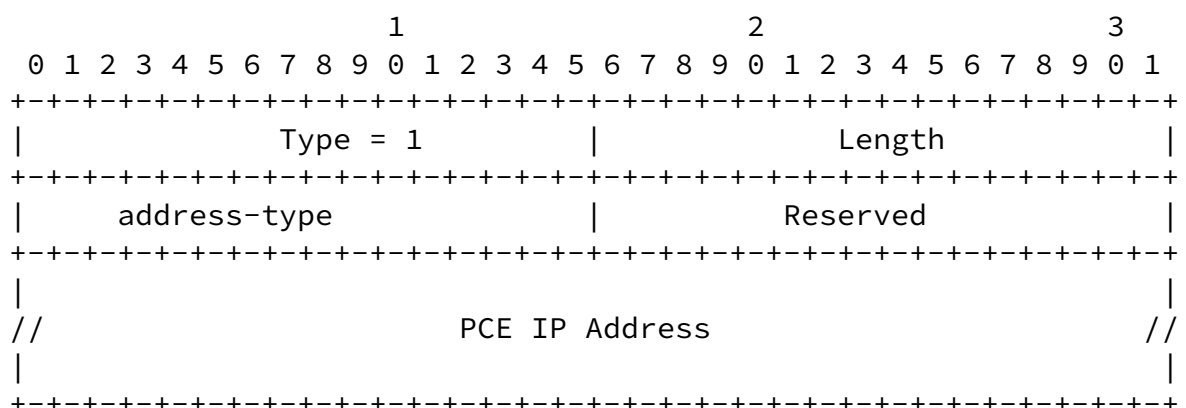 1                   2                   3
 0 1 2 3 4 5 6 7 8 9 0 1 2 3 4 5 6 7 8 9 0 1 2 3 4 5 6 7 8 9 0 1
+-+-+-+-+-+-+-+-+-+-+-+-+-+-+-+-+-+-+-+-+-+-+-+-+-+-+-+-+-+-+-+-+
|              Type = 1         |             Length            |
+-+-+-+-+-+-+-+-+-+-+-+-+-+-+-+-+-+-+-+-+-+-+-+-+-+-+-+-+-+-+-+-+
|     address-type              |          Reserved             |
+-+-+-+-+-+-+-+-+-+-+-+-+-+-+-+-+-+-+-+-+-+-+-+-+-+-+-+-+-+-+-+-+
|                                                               |
//                       PCE IP Address                        //
|                                                               |
+-+-+-+-+-+-+-+-+-+-+-+-+-+-+-+-+-+-+-+-+-+-+-+-+-+-+-+-+-+-+-+-+